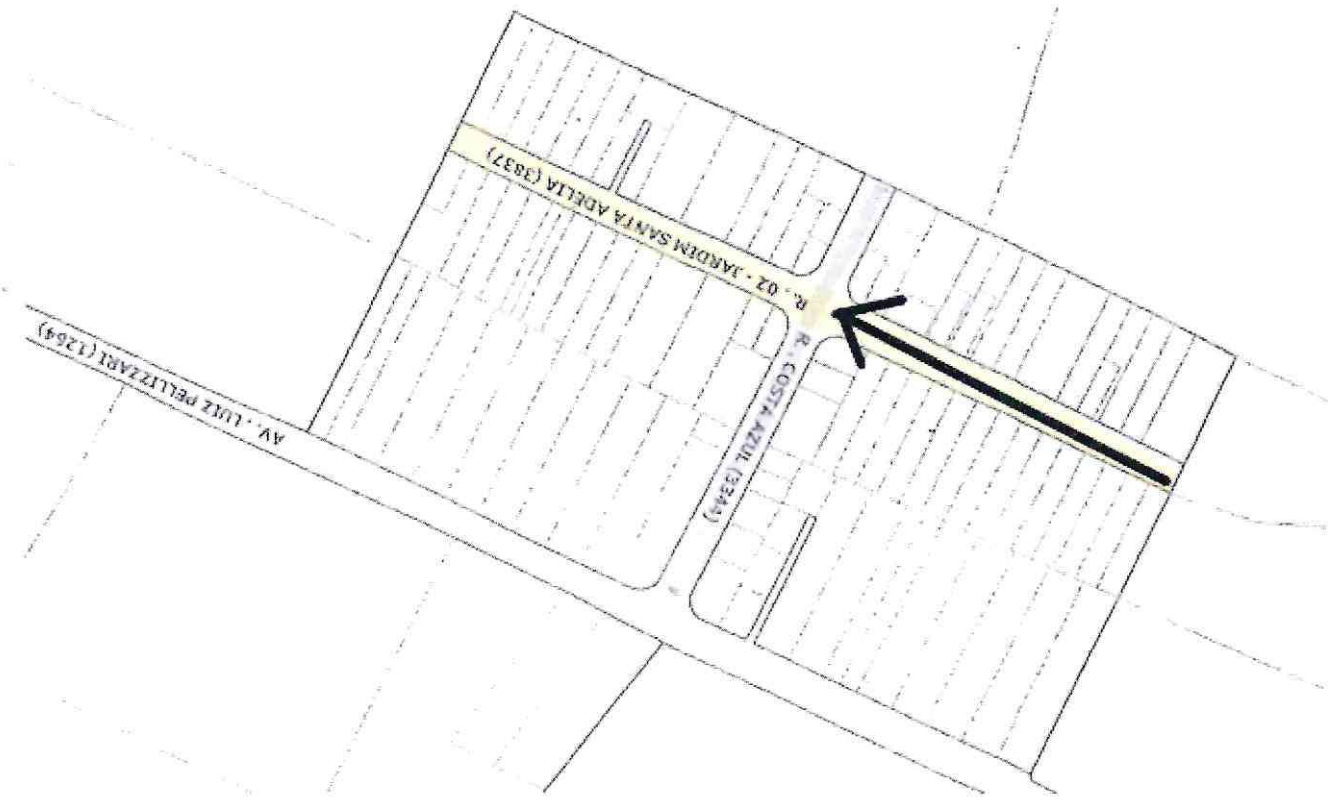 R.. 02 - JARDIM SANTA ADELIA (3837)
R.. COSTA AZUL (3344)
AV.. LUIZ PELLIZZARI (1264)